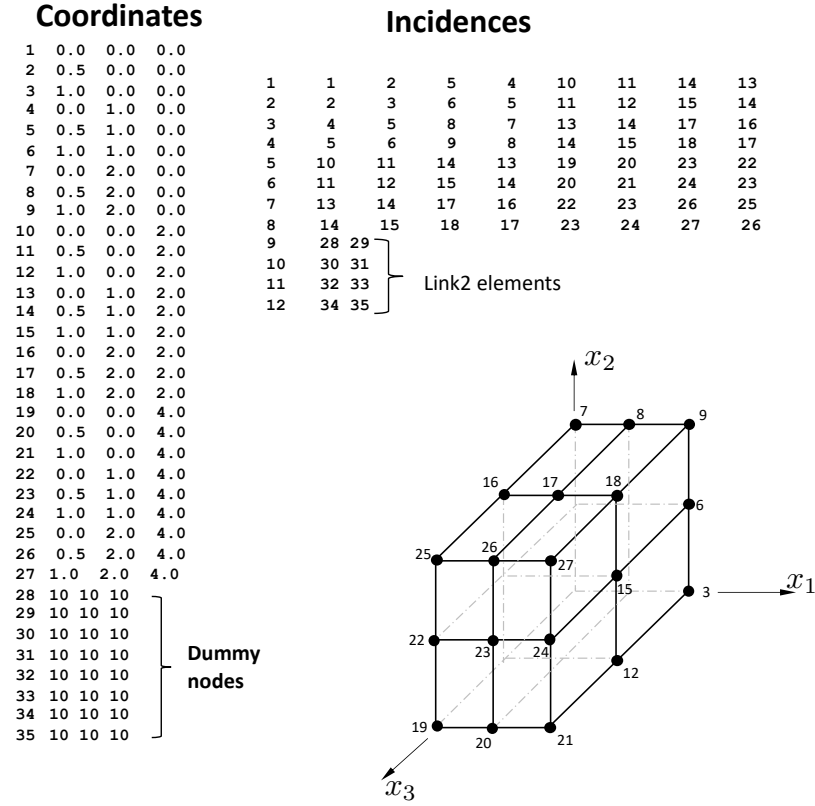 Coordinates
1 0.0 0.0 0.0
2 0.5 0.0 0.0
3 1.0 0.0 0.0
4 0.0 1.0 0.0
5 0.5 1.0 0.0
6 1.0 1.0 0.0
7 0.0 2.0 0.0
8 0.5 2.0 0.0
9 1.0 2.0 0.0
10 0.0 0.0 2.0
11 0.5 0.0 2.0
12 1.0 0.0 2.0
13 0.0 1.0 2.0
14 0.5 1.0 2.0
15 1.0 1.0 2.0
16 0.0 2.0 2.0
17 0.5 2.0 2.0
18 1.0 2.0 2.0
19 0.0 0.0 4.0
20 0.5 0.0 4.0
21 1.0 0.0 4.0
22 0.0 1.0 4.0
23 0.5 1.0 4.0
24 1.0 1.0 4.0
25 0.0 2.0 4.0
26 0.5 2.0 4.0
27 1.0 2.0 4.0
28 10 10 10
29 10 10 10
30 10 10 10
31 10 10 10
32 10 10 10
33 10 10 10
34 10 10 10
35 10 10 10
Dummy
nodes
Incidences
1 1 2 5 4 10 11 14 13
2 2 3 6 5 11 12 15 14
3 4 5 8 7 13 14 17 16
4 5 6 9 8 14 15 18 17
5 10 11 14 13 19 20 23 22
6 11 12 15 14 20 21 24 23
7 13 14 17 16 22 23 26 25
8 14 15 18 17 23 24 27 26
9 28 29
10 30 31
11 32 33
12 34 35
Link2 elements
x2
7 8 9
16 17 18
6
25 26 27
15 3 x1
22 23 24
12
19 20 21
x3